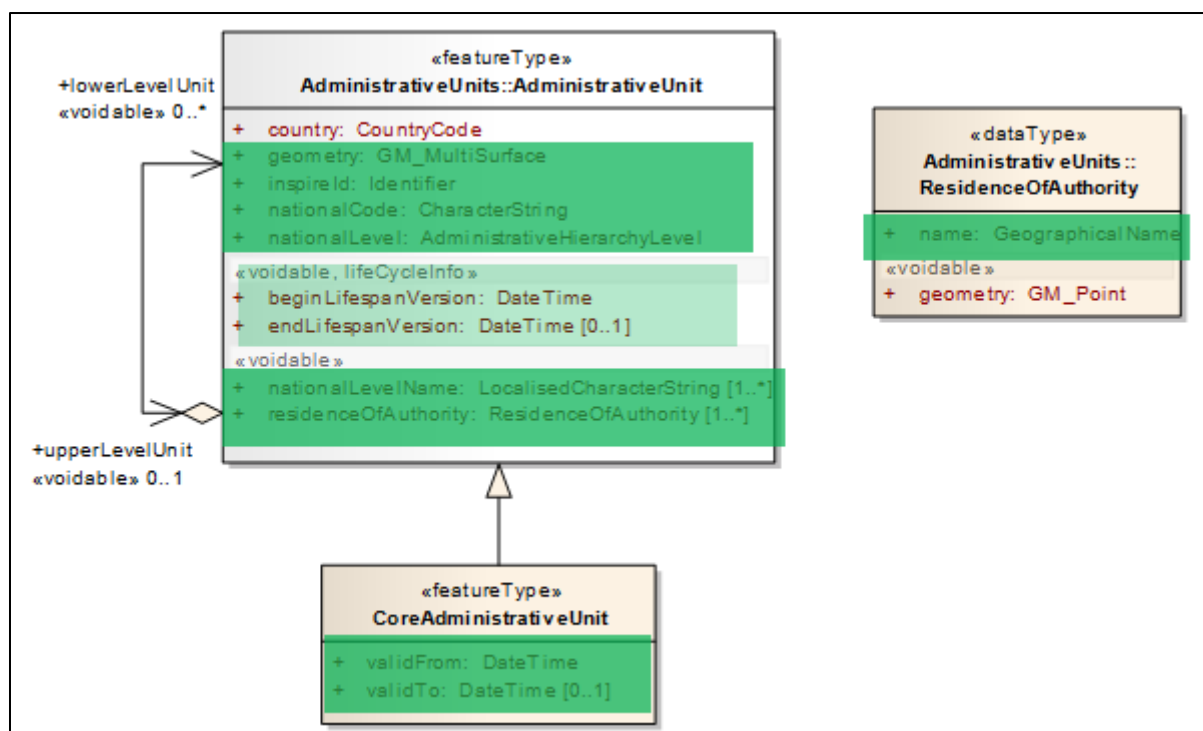 +lowerLevelUnit
«voidable» 0..*
«featureType»
AdministrativeUnits::AdministrativeUnit
+ country: CountryCode
+ geometry: GM_MultiSurface
+ inspireId: Identifier
+ nationalCode: CharacterString
+ nationalLevel: AdministrativeHierarchyLevel
«voidable, lifeCycleInfo»
+ beginLifespanVersion: DateTime
+ endLifespanVersion: DateTime [0..1]
«voidable»
+ nationalLevelName: LocalisedCharacterString [1..*]
+ residenceOfAuthority: ResidenceOfAuthority [1..*]
+upperLevelUnit
«voidable» 0..1
«dataType»
AdministrativeUnits::
ResidenceOfAuthority
+ name: GeographicalName
«voidable»
+ geometry: GM_Point
«featureType»
CoreAdministrativeUnit
+ validFrom: DateTime
+ validTo: DateTime [0..1]